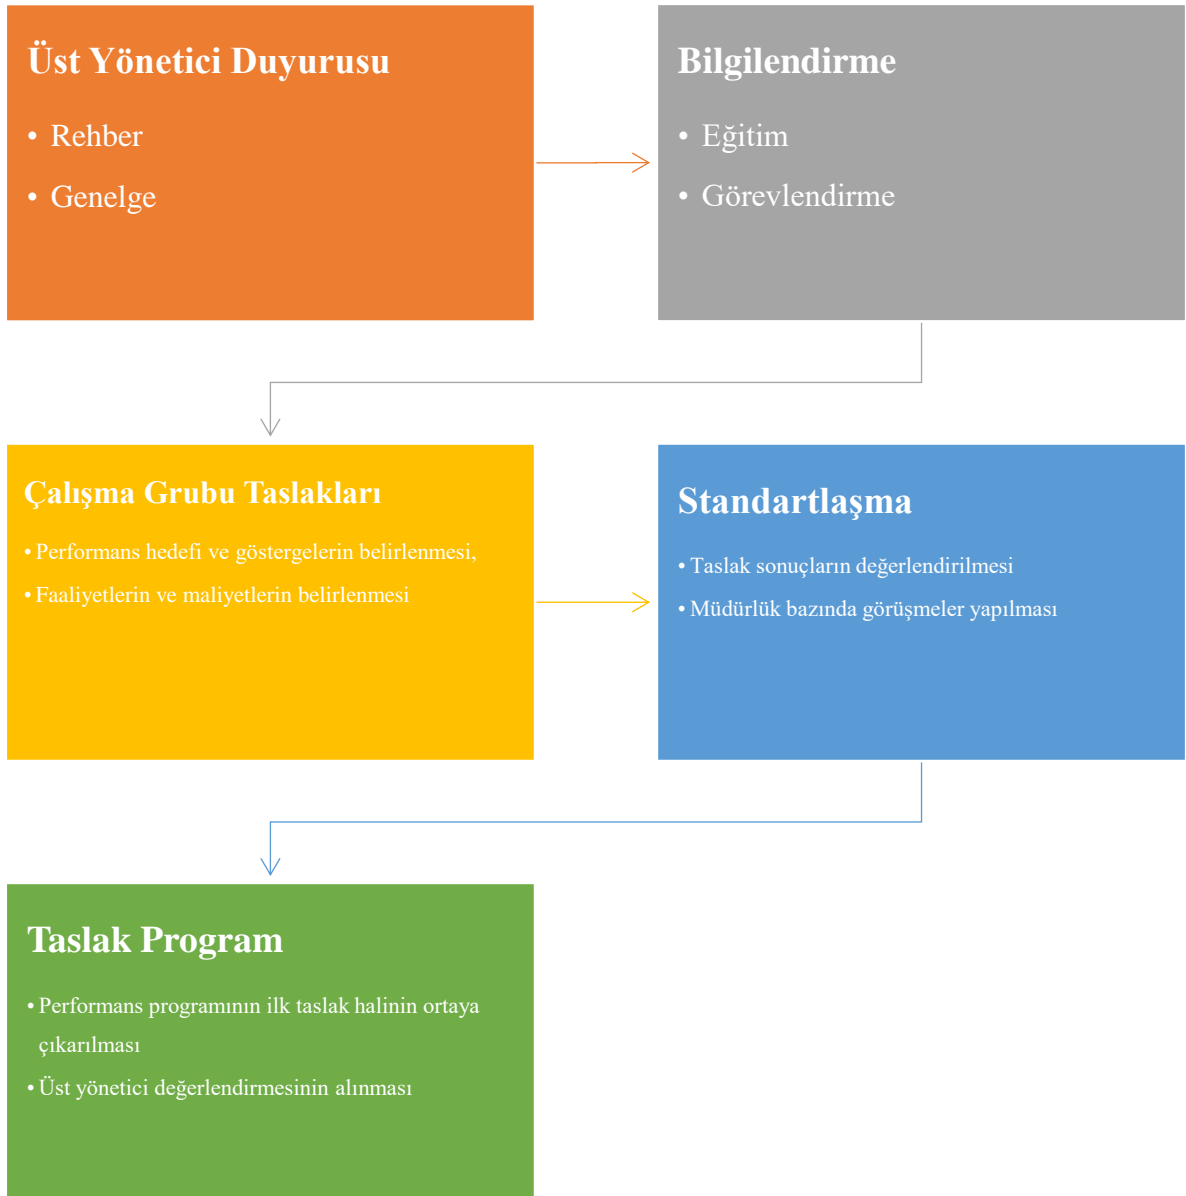 Üst Yönetici Duyurusu
• Rehber
• Genelge
Bilgilendirme
• Eğitim
• Görevlendirme
Çalışma Grubu Taslakları
• Performans hedefi ve göstergelerin belirlenmesi,
• Faaliyetlerin ve maliyetlerin belirlenmesi
Standartlaşma
• Taslak sonuçların değerlendirilmesi
• Müdürlük bazında görüşmeler yapılması
Taslak Program
• Performans programının ilk taslak halinin ortaya
çıkarılması
• Üst yönetici değerlendirmesinin alınması